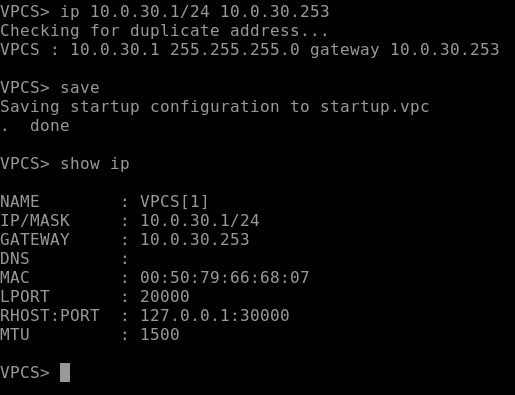 VPCS> ip 10.0.30.1/24 10.0.30.253
Checking for duplicate address...
VPCS : 10.0.30.1 255.255.255.0 gateway 10.0.30.253
VPCS> save
Saving startup configuration to startup.vpc
.  done
VPCS> show ip
NAME        : VPCS[1]
IP/MASK     : 10.0.30.1/24
GATEWAY     : 10.0.30.253
DNS         :
MAC         : 00:50:79:66:68:07
LPORT       : 20000
RHOST:PORT  : 127.0.0.1:30000
MTU         : 1500
VPCS>